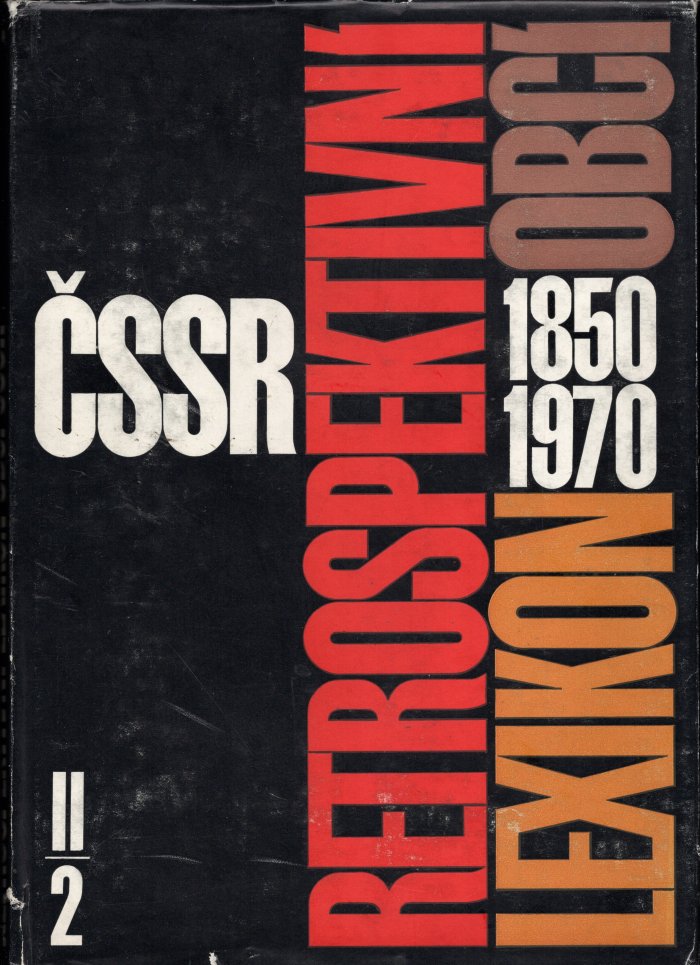 ČSSR
RETROSPEKTIVNÍ
LEXIKON
OBCÍ
1850
1970
II
2